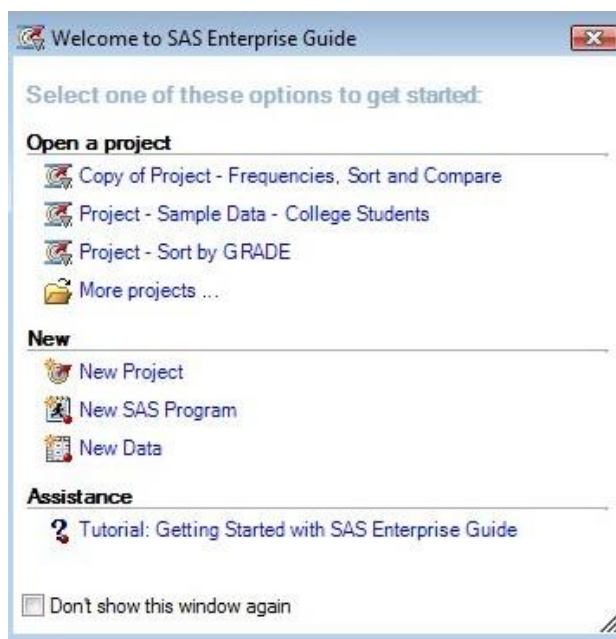 Welcome to SAS Enterprise Guide
Select one of these options to get started:
Open a project
Copy of Project - Frequencies, Sort and Compare
Project - Sample Data - College Students
Project - Sort by GRADE
More projects ...
New
New Project
New SAS Program
New Data
Assistance
Tutorial: Getting Started with SAS Enterprise Guide
Don't show this window again